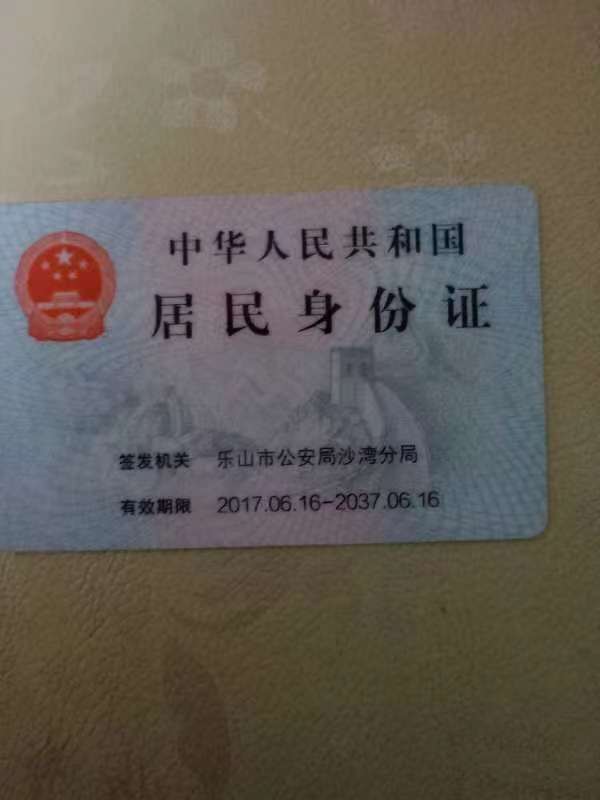 中华人民共和国
居民身份证
签发机关 乐山市公安局沙湾分局
有效期限 2017.06.16-2037.06.16